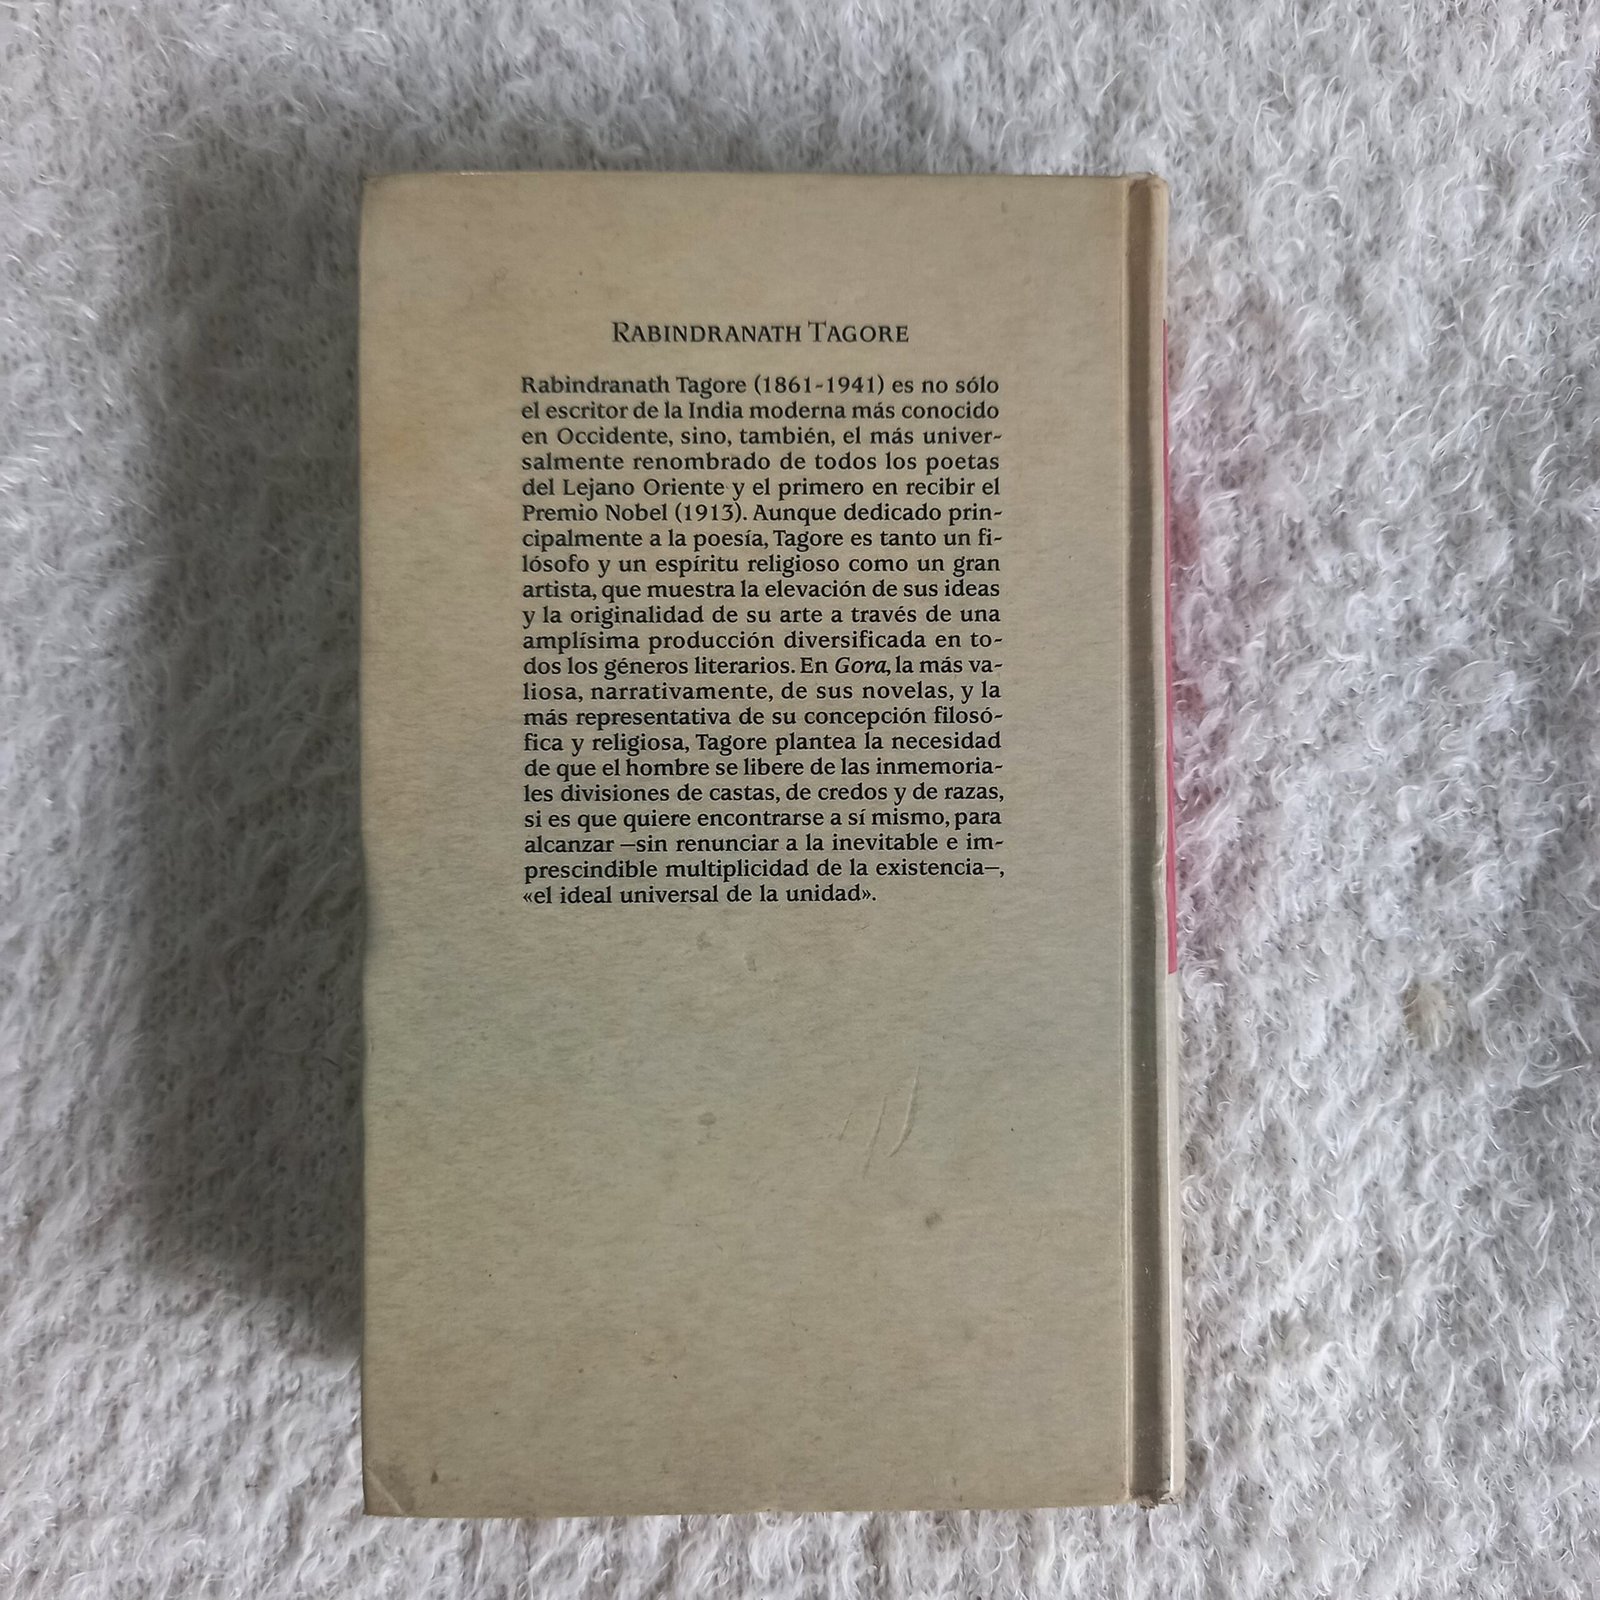 RABINDRANATH TAGORE
Rabindranath Tagore (1861-1941) es no sólo
el escritor de la India moderna más conocido
en Occidente, sino, también, el más univer-
salmente renombrado de todos los poetas
del Lejano Oriente y el primero en recibir el
Premio Nobel (1913). Aunque dedicado prin-
cipalmente a la poesía, Tagore es tanto un fi-
lósofo y un espíritu religioso como un gran
artista, que muestra la elevación de sus ideas
y la originalidad de su arte a través de una
amplísima producción diversificada en to-
dos los géneros literarios. En Gora, la más va-
liosa, narrativamente, de sus novelas, y la
más representativa de su concepción filosó-
fica y religiosa, Tagore plantea la necesidad
de que el hombre se libere de las inmemoria-
les divisiones de castas, de credos y de razas,
si es que quiere encontrarse a sí mismo, para
alcanzar —sin renunciar a la inevitable e im-
prescindible multiplicidad de la existencia—,
«el ideal universal de la unidad».